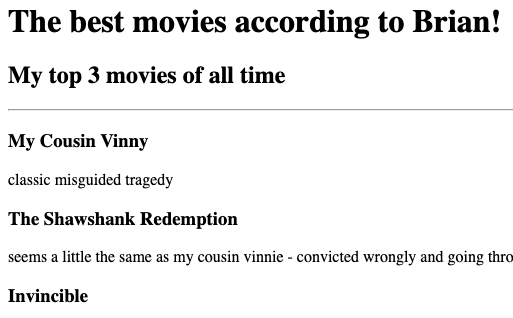 The best movies according to Brian!
My top 3 movies of all time
My Cousin Vinny
classic misguided tragedy
The Shawshank Redemption
seems a little the same as my cousin vinnie - convicted wrongly and going thro
Invincible